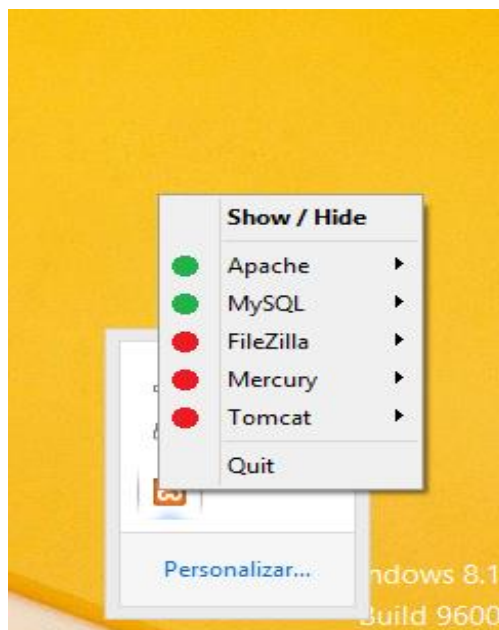 Show / Hide
Apache
MySQL
FileZilla
Mercury
Tomcat
Quit
Personalizar...
ndows 8.1
Build 9600